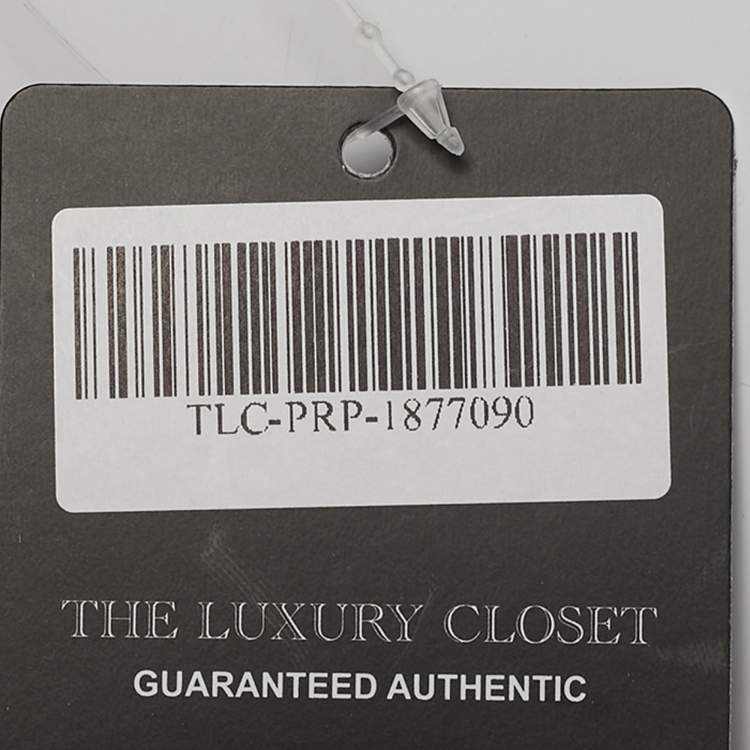 TLC-PRP-1877090
THE LUXURY CLOSET
GUARANTEED AUTHENTIC